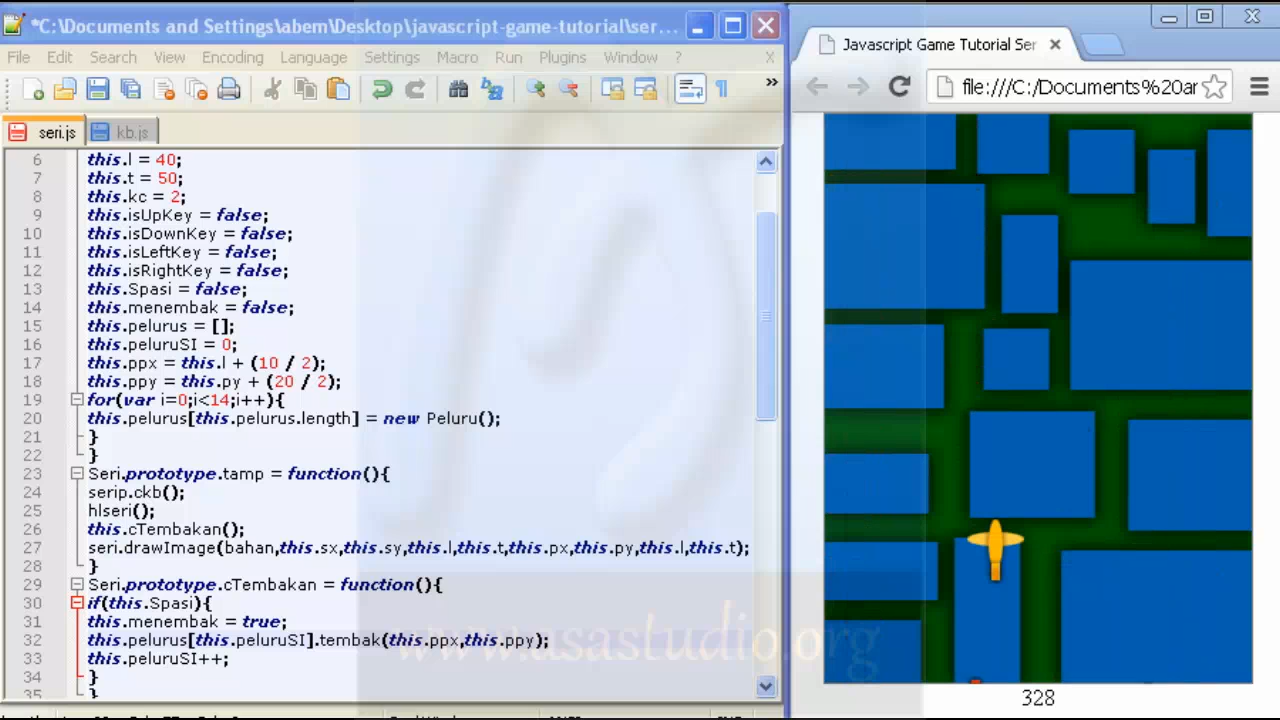 *C:\Documents and Settings\abem\Desktop\javascript-game-tutorial\ser...
File Edit Search View Encoding Language Settings Macro Run Plugins Window ? X
seri.js kb.js
6 this.l = 40;
7 this.t = 50;
8 this.kc = 2;
9 this.isUpKey = false;
10 this.isDownKey = false;
11 this.isLeftKey = false;
12 this.isRightKey = false;
13 this.Spasi = false;
14 this.menembak = false;
15 this.pelurus = [];
16 this.peluruSI = 0;
17 this.ppx = this.l + (10 / 2);
18 this.ppy = this.py + (20 / 2);
19 for(var i=0;i<14;i++){
20 this.pelurus[this.pelurus.length] = new Peluru();
21 }
22 }
23 Seri.prototype.tamp = function(){
24 serip.ckb();
25 hlseri();
26 this.cTembakan();
27 seri.drawImage(bahan,this.sx,this.sy,this.l,this.t,this.px,this.py,this.l,this.t);
28 }
29 Seri.prototype.cTembakan = function(){
30 if(this.Spasi){
31 this.menembak = true;
32 this.pelurus[this.peluruSI].tembak(this.ppx,this.ppy);
33 this.peluruSI++;
34 }
35 }
www.asastudio.org
Javascript Game Tutorial Ser
file:///C:/Documents%20ar
328